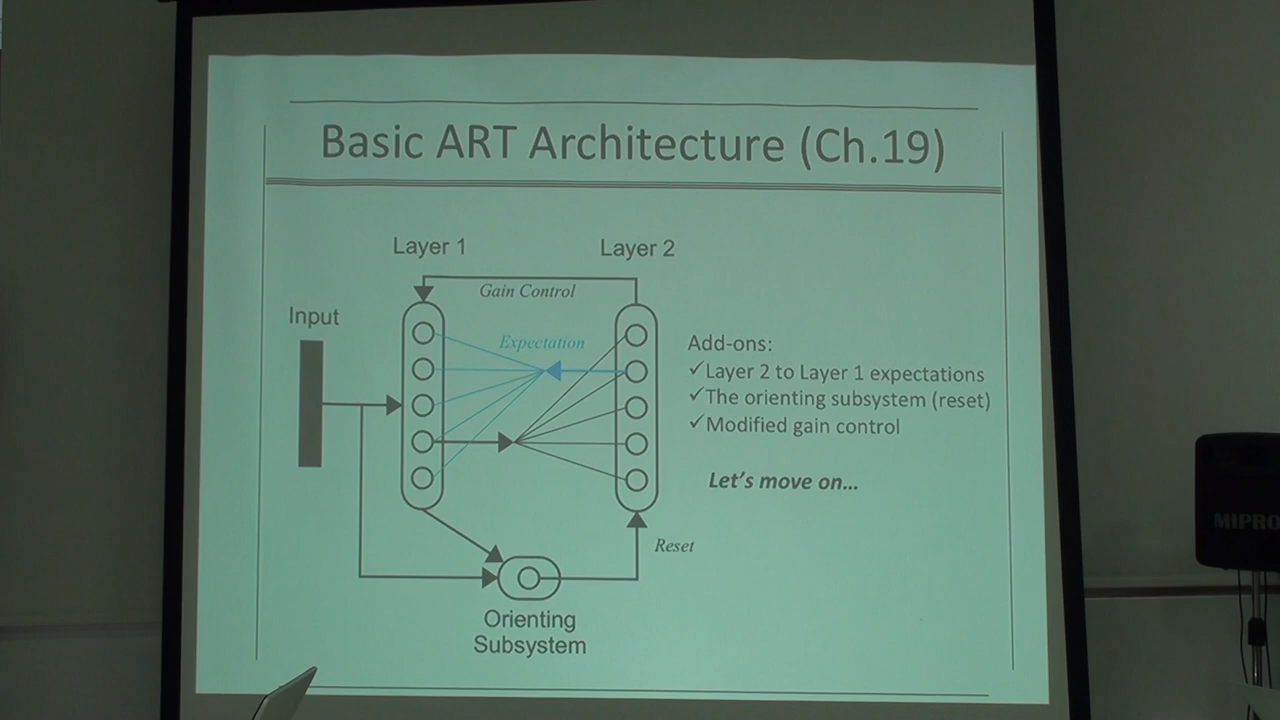 Basic ART Architecture (Ch.19)
Layer 1
Layer 2
Gain Control
Input
Expectation
Add-ons:
✓Layer 2 to Layer 1 expectations
✓The orienting subsystem (reset)
✓Modified gain control
Let's move on...
Reset
Orienting
Subsystem
MIPRO